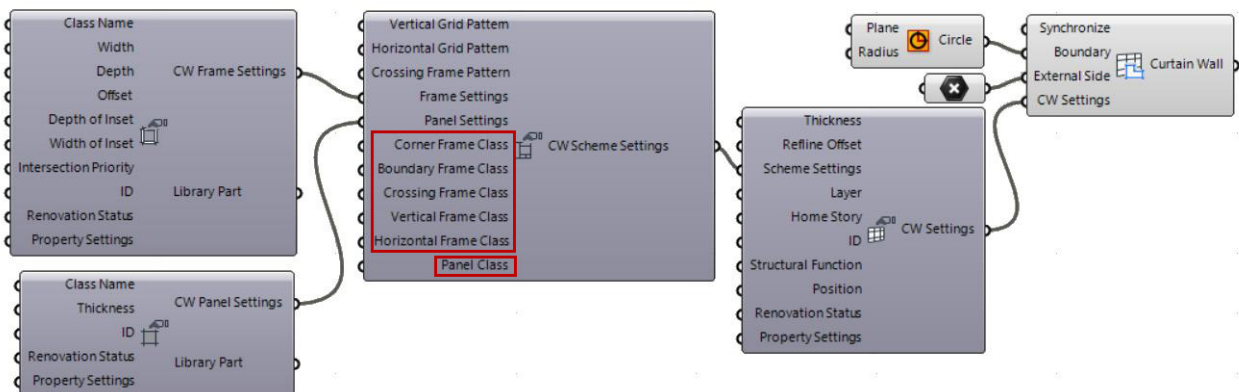 Class Name
Width
Depth
Offset
Depth of Inset
Width of Inset
Intersection Priority
ID
Renovation Status
Property Settings
CW Frame Settings
Library Part
Class Name
Thickness
ID
Renovation Status
Property Settings
CW Panel Settings
Library Part
Vertical Grid Pattern
Horizontal Grid Pattern
Crossing Frame Pattern
Frame Settings
Panel Settings
Corner Frame Class
Boundary Frame Class
Crossing Frame Class
Vertical Frame Class
Horizontal Frame Class
Panel Class
CW Scheme Settings
Plane
Radius
Circle
Thickness
Refline Offset
Scheme Settings
Layer
Home Story
ID
Structural Function
Position
Renovation Status
Property Settings
CW Settings
Synchronize
Boundary
External Side
CW Settings
Curtain Wall